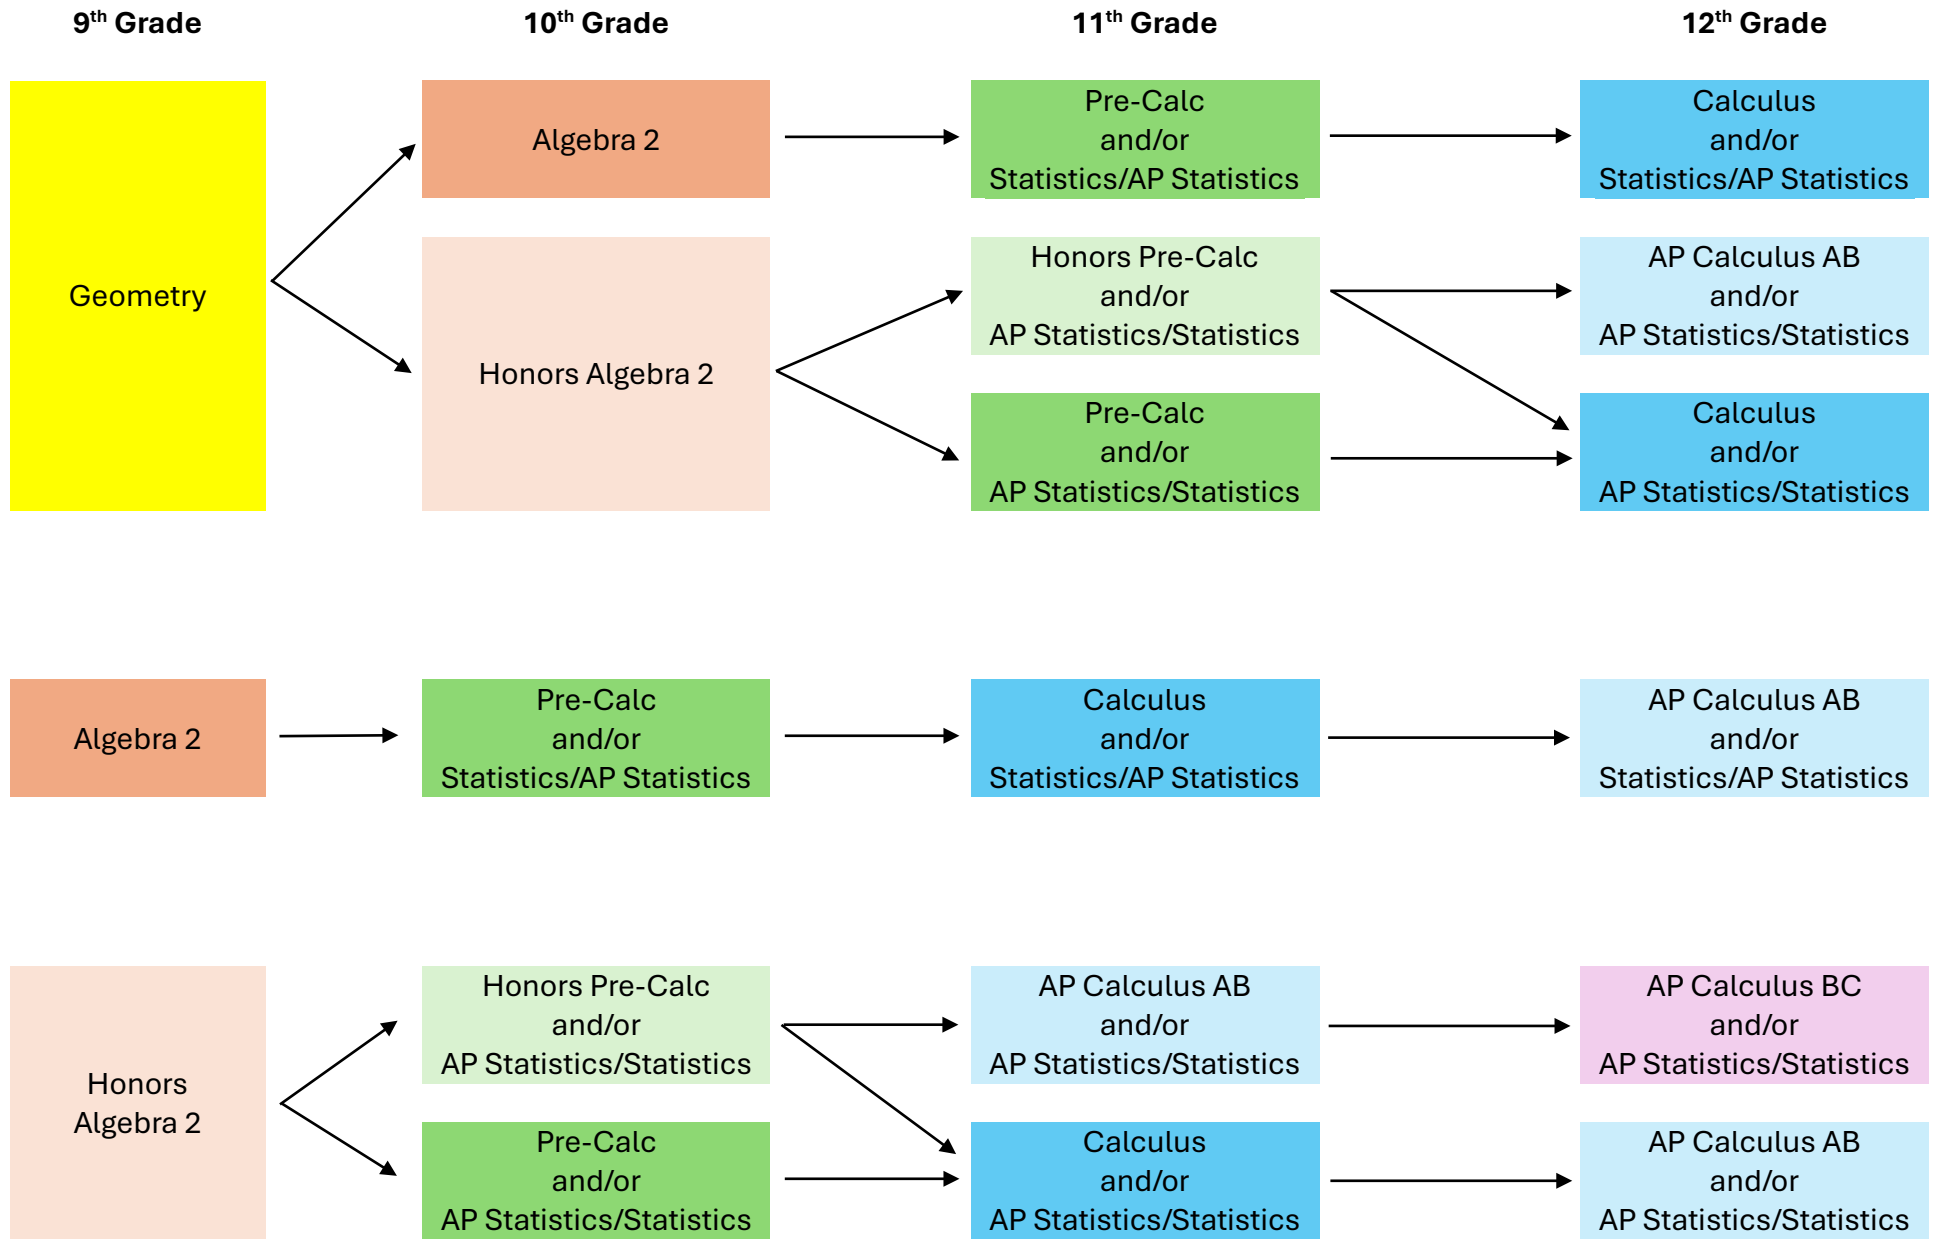 9th Grade
10th Grade
11th Grade
12th Grade
Geometry
Algebra 2
Pre-Calc
and/or
Statistics/AP Statistics
Calculus
and/or
Statistics/AP Statistics
Honors Algebra 2
Honors Pre-Calc
and/or
AP Statistics/Statistics
AP Calculus AB
and/or
AP Statistics/Statistics
Pre-Calc
and/or
AP Statistics/Statistics
Calculus
and/or
AP Statistics/Statistics
Algebra 2
Pre-Calc
and/or
Statistics/AP Statistics
Calculus
and/or
Statistics/AP Statistics
AP Calculus AB
and/or
Statistics/AP Statistics
Honors
Algebra 2
Honors Pre-Calc
and/or
AP Statistics/Statistics
AP Calculus AB
and/or
AP Statistics/Statistics
AP Calculus BC
and/or
AP Statistics/Statistics
Pre-Calc
and/or
AP Statistics/Statistics
Calculus
and/or
AP Statistics/Statistics
AP Calculus AB
and/or
AP Statistics/Statistics